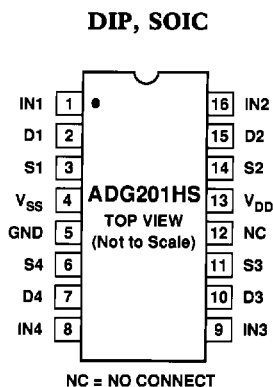 DIP, SOIC
IN1 1 16 IN2
D1 2 15 D2
S1 3 14 S2
VSS 4 ADG201HS 13 VDD
TOP VIEW
GND 5 (Not to Scale) 12 NC
S4 6 11 S3
D4 7 10 D3
IN4 8 9 IN3
NC = NO CONNECT